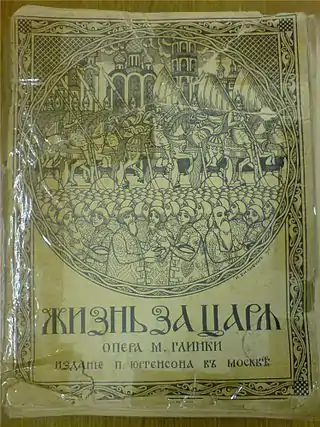 ЖИЗНЬ ЗА ЦАРЯ
ОПЕРА М. ГЛИНКИ
ИЗДАНІЕ П. ЮРГЕНСОНА ВЪ МОСКВѢ.